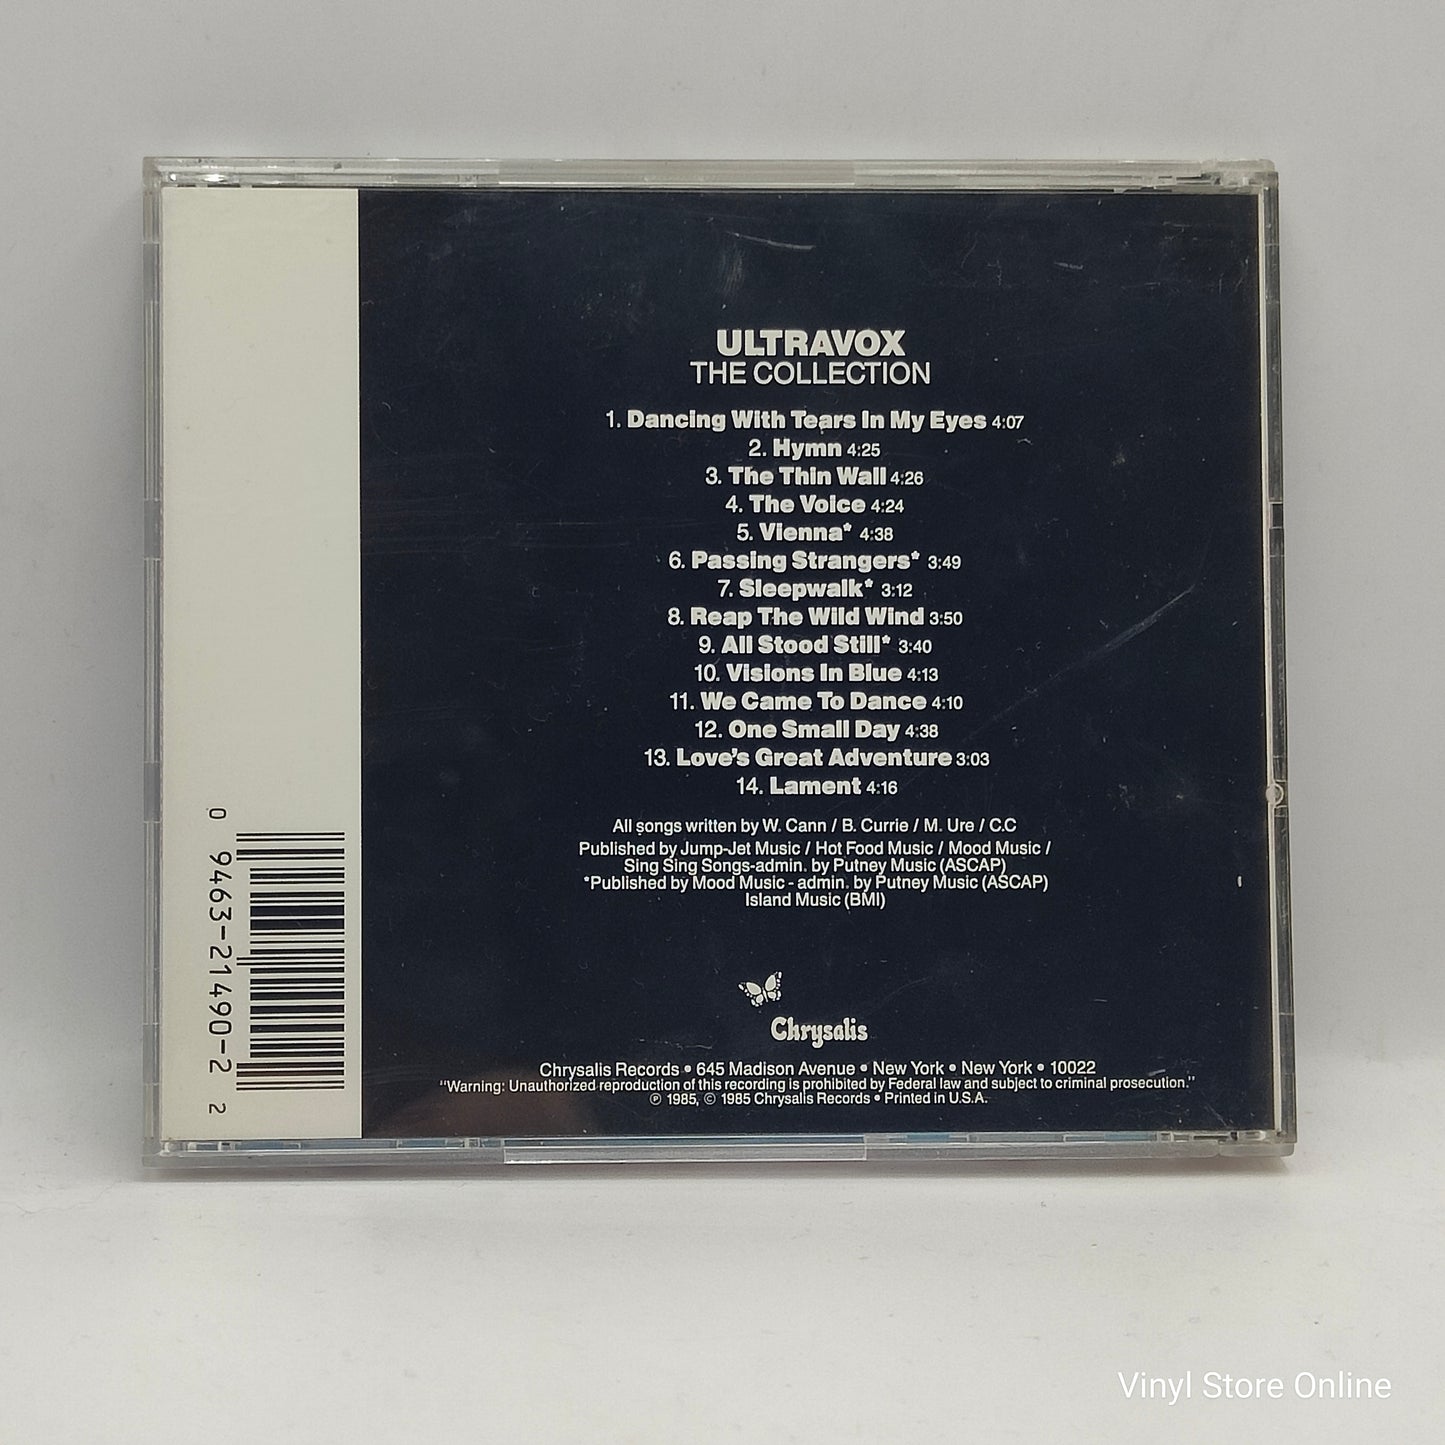 ULTRAVOX
THE COLLECTION
1. Dancing With Tears In My Eyes 4:07
2. Hymn 4:25
3. The Thin Wall 4:26
4. The Voice 4:24
5. Vienna* 4:38
6. Passing Strangers* 3:49
7. Sleepwalk* 3:12
8. Reap The Wild Wind 3:50
9. All Stood Still* 3:40
10. Visions In Blue 4:13
11. We Came To Dance 4:10
12. One Small Day 4:38
13. Love's Great Adventure 3:03
14. Lament 4:16
All songs written by W. Cann / B. Currie / M. Ure / C.C
Published by Jump-Jet Music / Hot Food Music / Mood Music /
Sing Sing Songs-admin. by Putney Music (ASCAP)
*Published by Mood Music - admin. by Putney Music (ASCAP)
Island Music (BMI)
Chrysalis
Chrysalis Records • 645 Madison Avenue • New York • New York • 10022
"Warning: Unauthorized reproduction of this recording is prohibited by Federal law and subject to criminal prosecution."
℗ 1985, © 1985 Chrysalis Records • Printed in U.S.A.
0 9463-21490-2 2
Vinyl Store Online